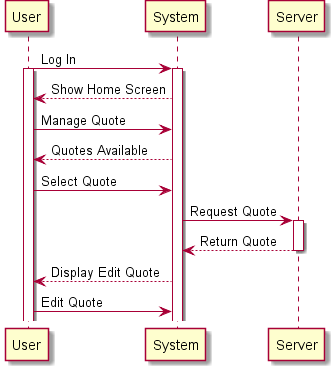 User System Server
Log In
Show Home Screen
Manage Quote
Quotes Available
Select Quote
Request Quote
Return Quote
Display Edit Quote
Edit Quote
User System Server